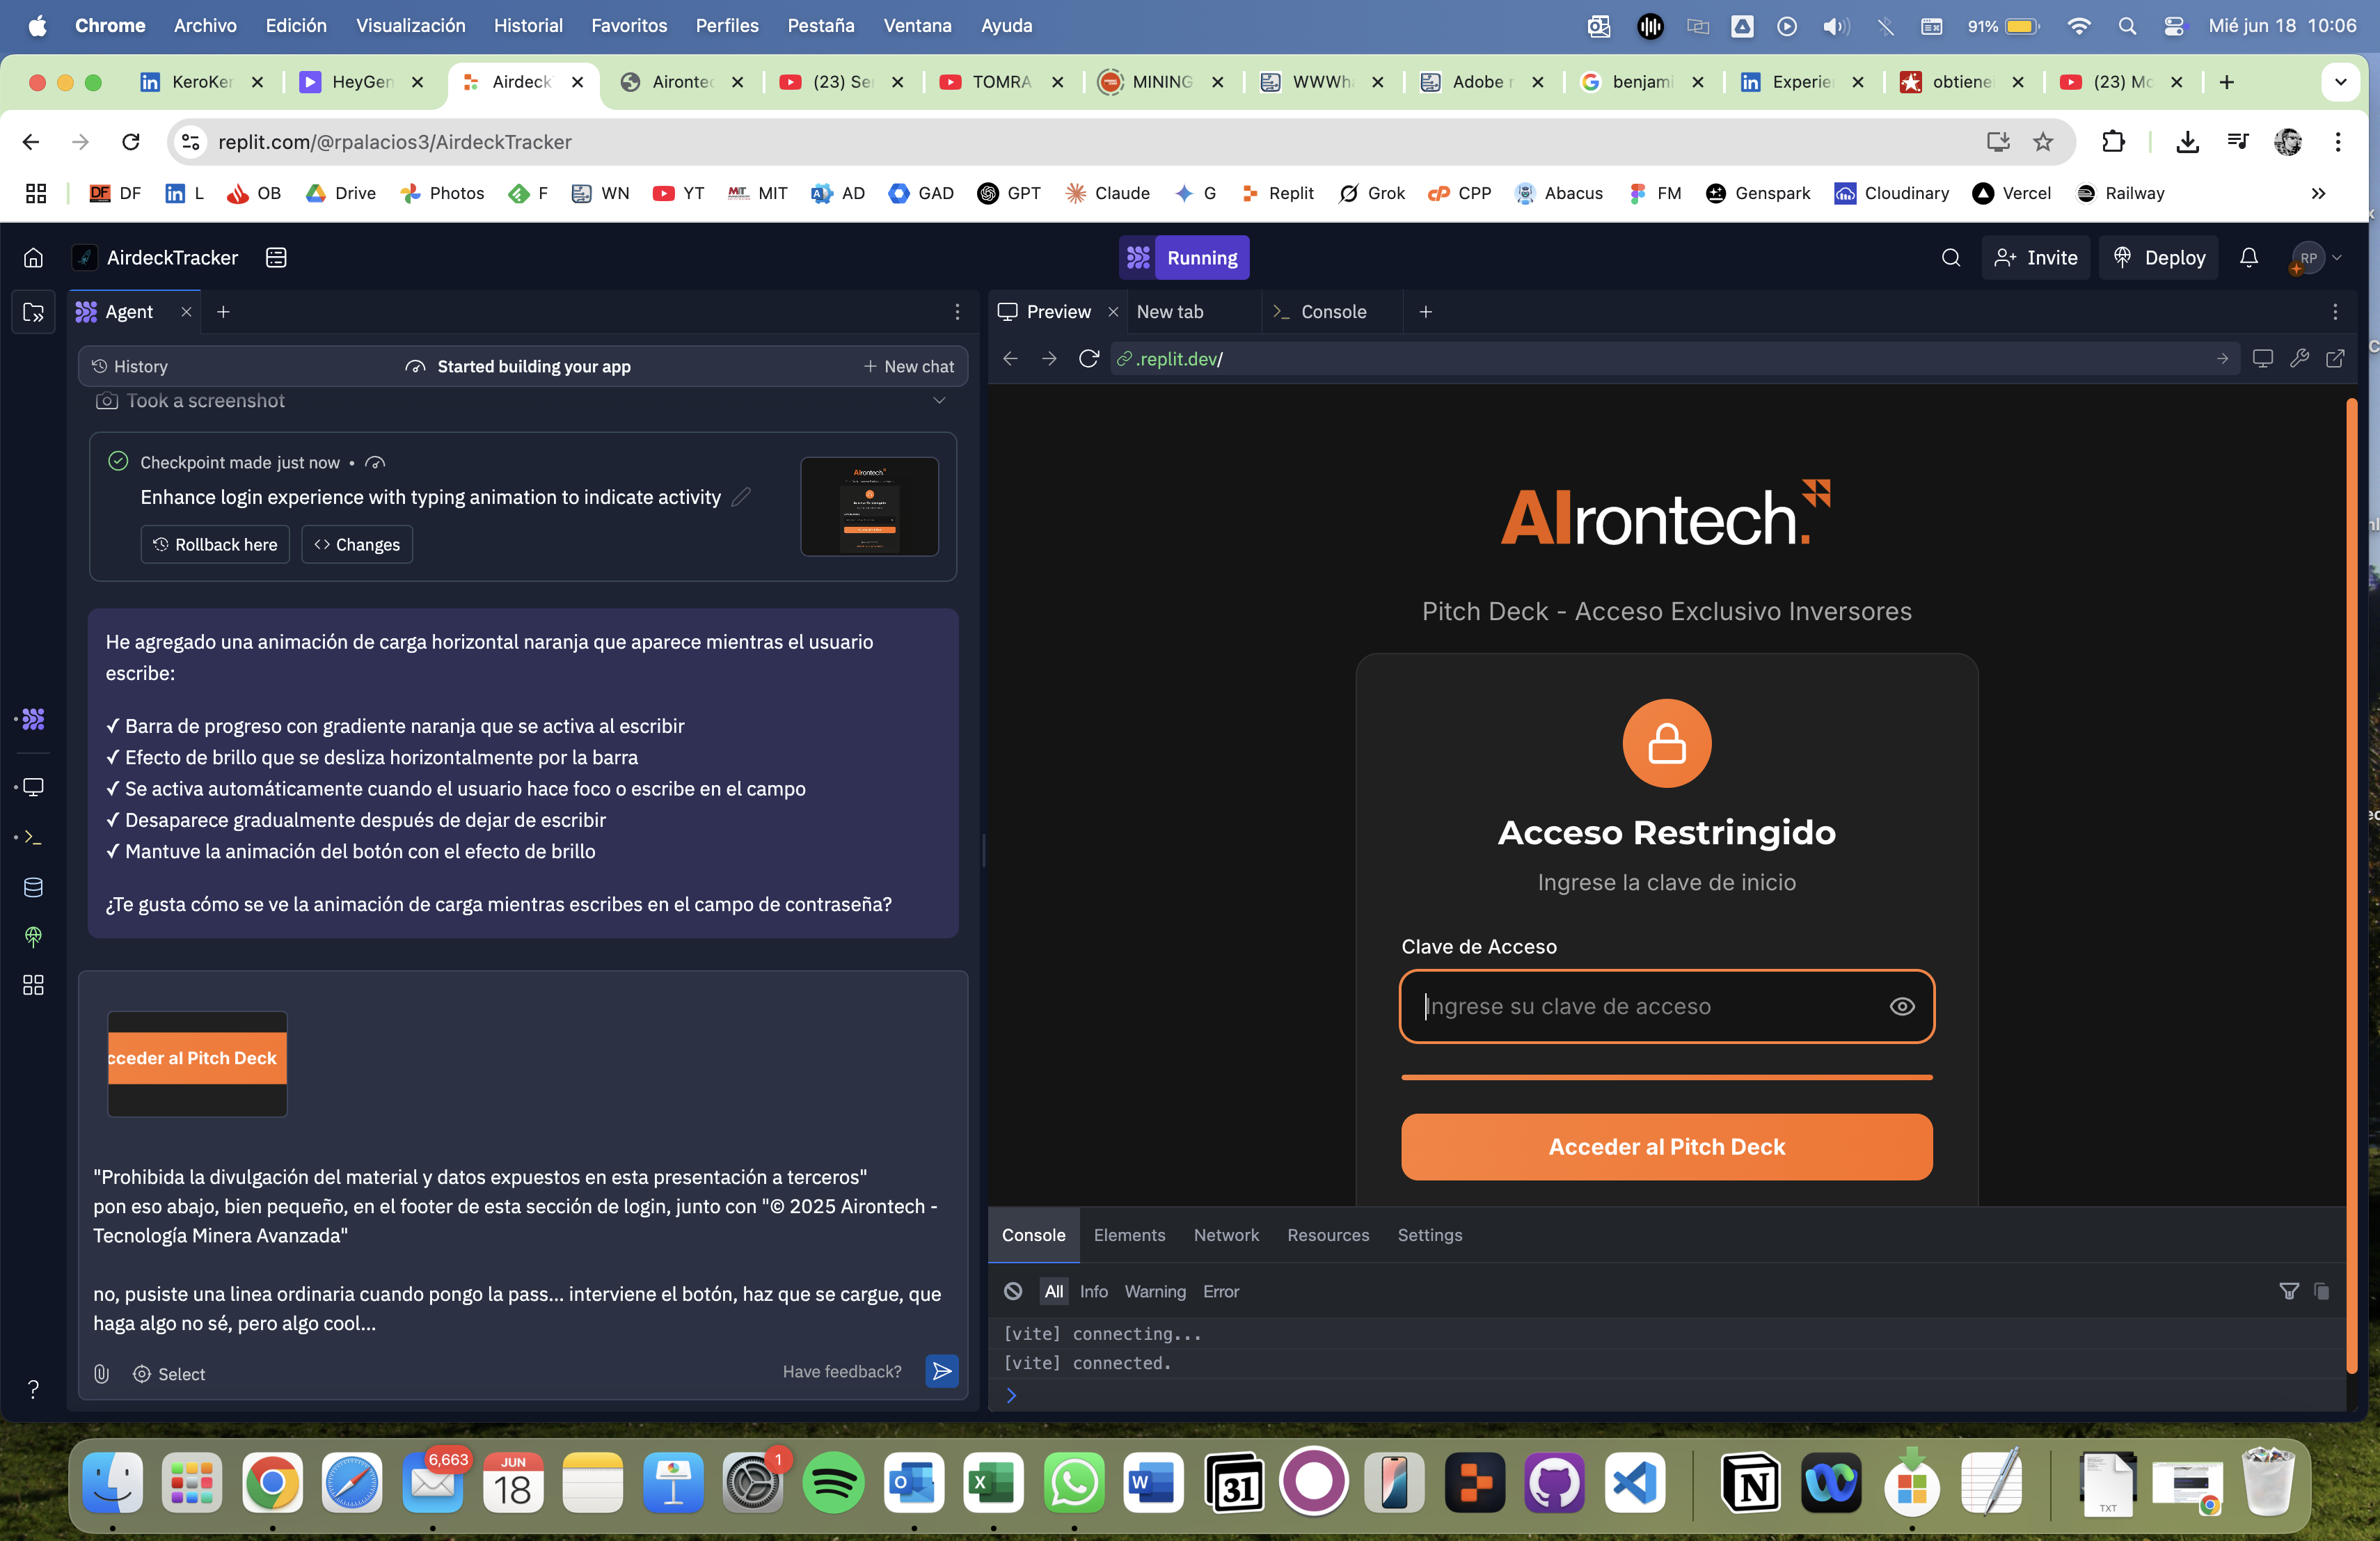 Chrome Archivo Edición Visualización Historial Favoritos Perfiles Pestaña Ventana Ayuda
91% Mié jun 18 10:06
KeroKer HeyGen Airdeck Airontec (23) Se TOMRA MINING WWWh Adobe r benjami Experie obtiene (23) Mo
replit.com/@rpalacios3/AirdeckTracker
DF L OB Drive Photos F WN YT MIT AD GAD GPT Claude G Replit Grok CPP Abacus FM Genspark Cloudinary Vercel Railway
AirdeckTracker
Running
Invite Deploy RP
Agent
History Started building your app New chat
Took a screenshot
Checkpoint made just now •
Enhance login experience with typing animation to indicate activity
Rollback here Changes
He agregado una animación de carga horizontal naranja que aparece mientras el usuario
escribe:
✓ Barra de progreso con gradiente naranja que se activa al escribir
✓ Efecto de brillo que se desliza horizontalmente por la barra
✓ Se activa automáticamente cuando el usuario hace foco o escribe en el campo
✓ Desaparece gradualmente después de dejar de escribir
✓ Mantuve la animación del botón con el efecto de brillo
¿Te gusta cómo se ve la animación de carga mientras escribes en el campo de contraseña?
cceder al Pitch Deck
"Prohibida la divulgación del material y datos expuestos en esta presentación a terceros"
pon eso abajo, bien pequeño, en el footer de esta sección de login, junto con "© 2025 Airontech -
Tecnología Minera Avanzada"
no, pusiste una linea ordinaria cuando pongo la pass... interviene el botón, haz que se cargue, que
haga algo no sé, pero algo cool...
Select Have feedback?
Preview New tab Console
.replit.dev/
AIrontech.
Pitch Deck - Acceso Exclusivo Inversores
Acceso Restringido
Ingrese la clave de inicio
Clave de Acceso
Ingrese su clave de acceso
Acceder al Pitch Deck
Console Elements Network Resources Settings
All Info Warning Error
[vite] connecting...
[vite] connected.
6,663
JUN
18
1
31
TXT